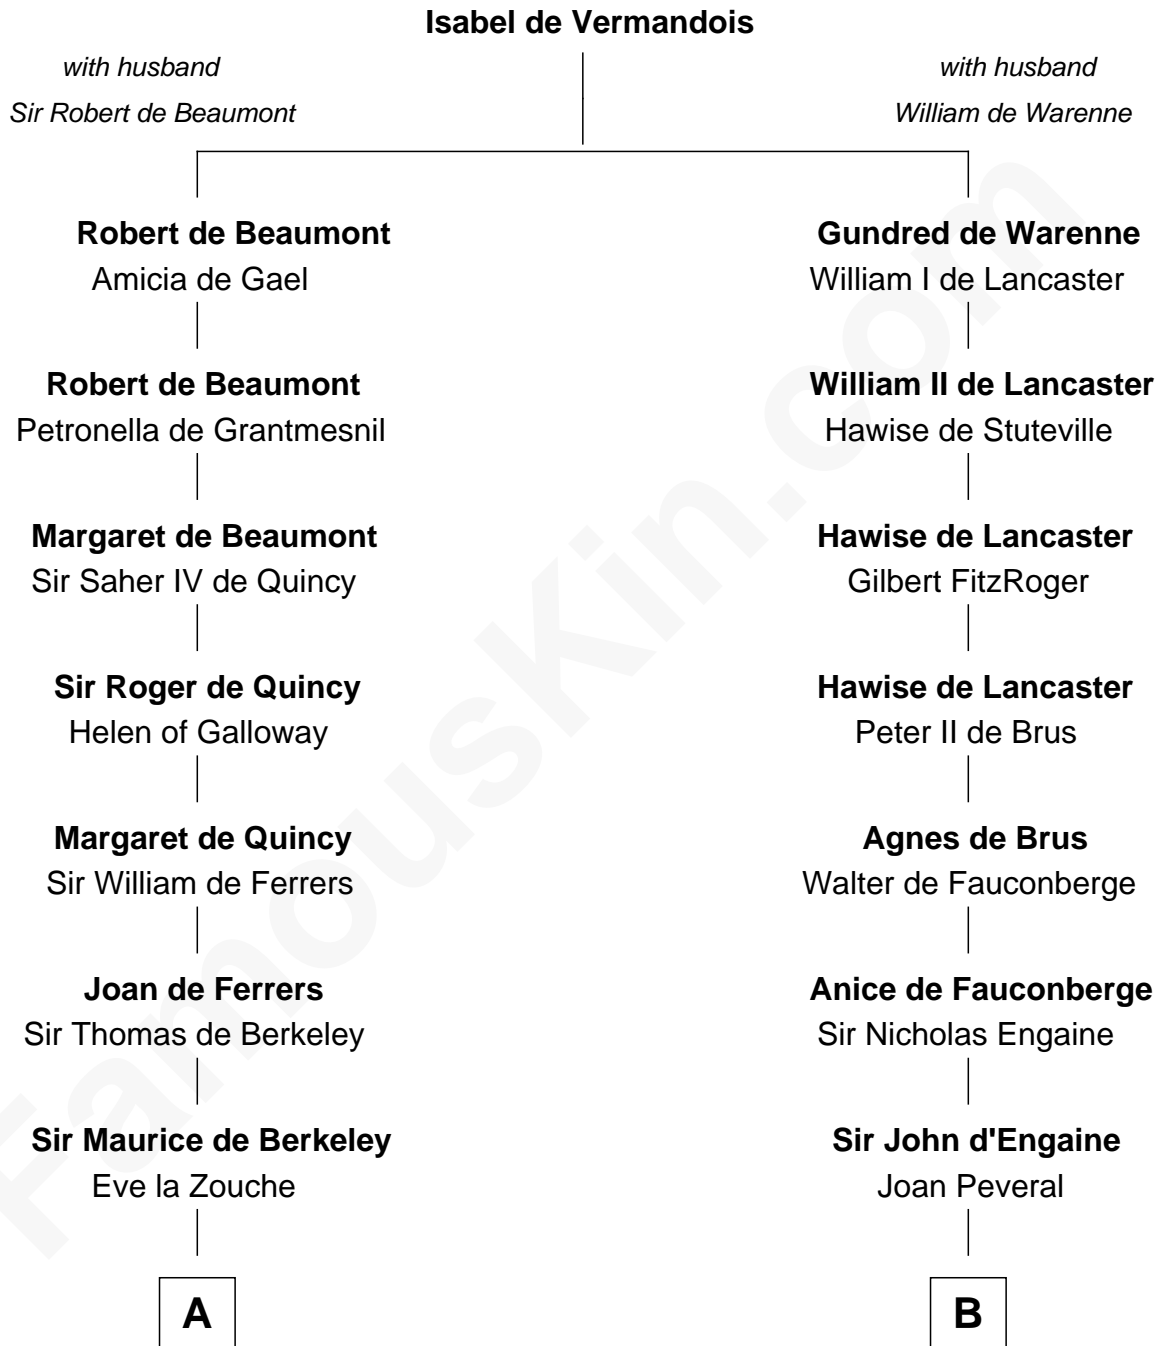 Isabel de Vermandois
with husband
Sir Robert de Beaumont
with husband
William de Warenne
Robert de Beaumont
Amicia de Gael
Gundred de Warenne
William I de Lancaster
Robert de Beaumont
Petronella de Grantmesnil
William II de Lancaster
Hawise de Stuteville
Margaret de Beaumont
Sir Saher IV de Quincy
Hawise de Lancaster
Gilbert FitzRoger
Sir Roger de Quincy
Helen of Galloway
Hawise de Lancaster
Peter II de Brus
Margaret de Quincy
Sir William de Ferrers
Agnes de Brus
Walter de Fauconberge
Joan de Ferrers
Sir Thomas de Berkeley
Anice de Fauconberge
Sir Nicholas Engaine
Sir Maurice de Berkeley
Eve la Zouche
Sir John d'Engaine
Joan Peveral
A
B
FamousKin.com